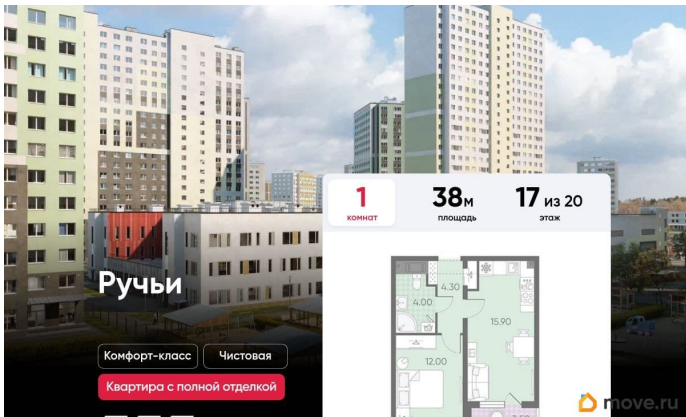 1
комнат
38м
площадь
17 из 20
этаж
Ручьи
4.30
4.00
15.90
12.00
Комфорт-класс
Чистовая
Квартира с полной отделкой
move.ru